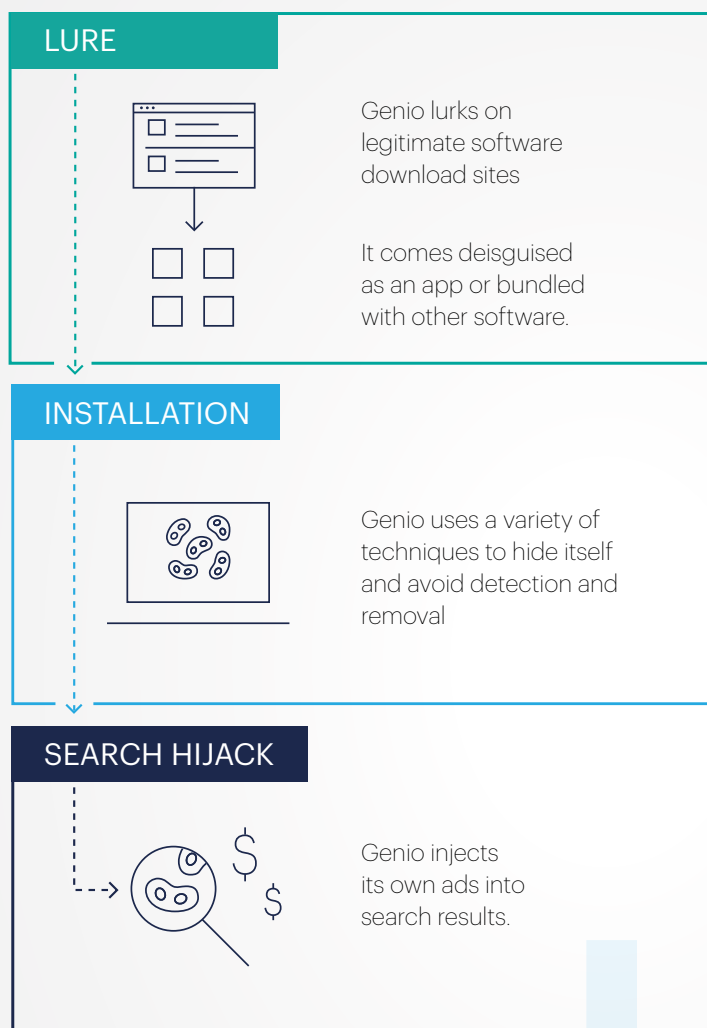 LURE
Genio lurks on
legitimate software
download sites
It comes deisguised
as an app or bundled
with other software.
INSTALLATION
Genio uses a variety of
techniques to hide itself
and avoid detection and
removal
SEARCH HIJACK
$
$
Genio injects
its own ads into
search results.